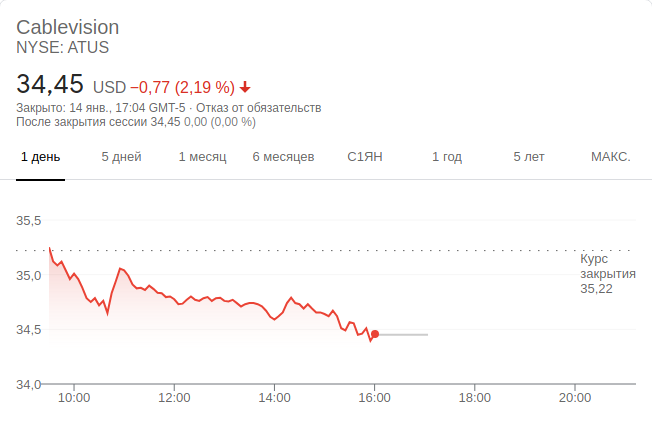 Cablevision
NYSE: ATUS
34,45 USD −0,77 (2,19 %)
Закрыто: 14 янв., 17:04 GMT-5 · Отказ от обязательств
После закрытия сессии 34,45 0,00 (0,00 %)
1 день 5 дней 1 месяц 6 месяцев С1ЯН 1 год 5 лет МАКС.
35,5
35,0
34,5
34,0
Курс
закрытия
35,22
10:00 12:00 14:00 16:00 18:00 20:00